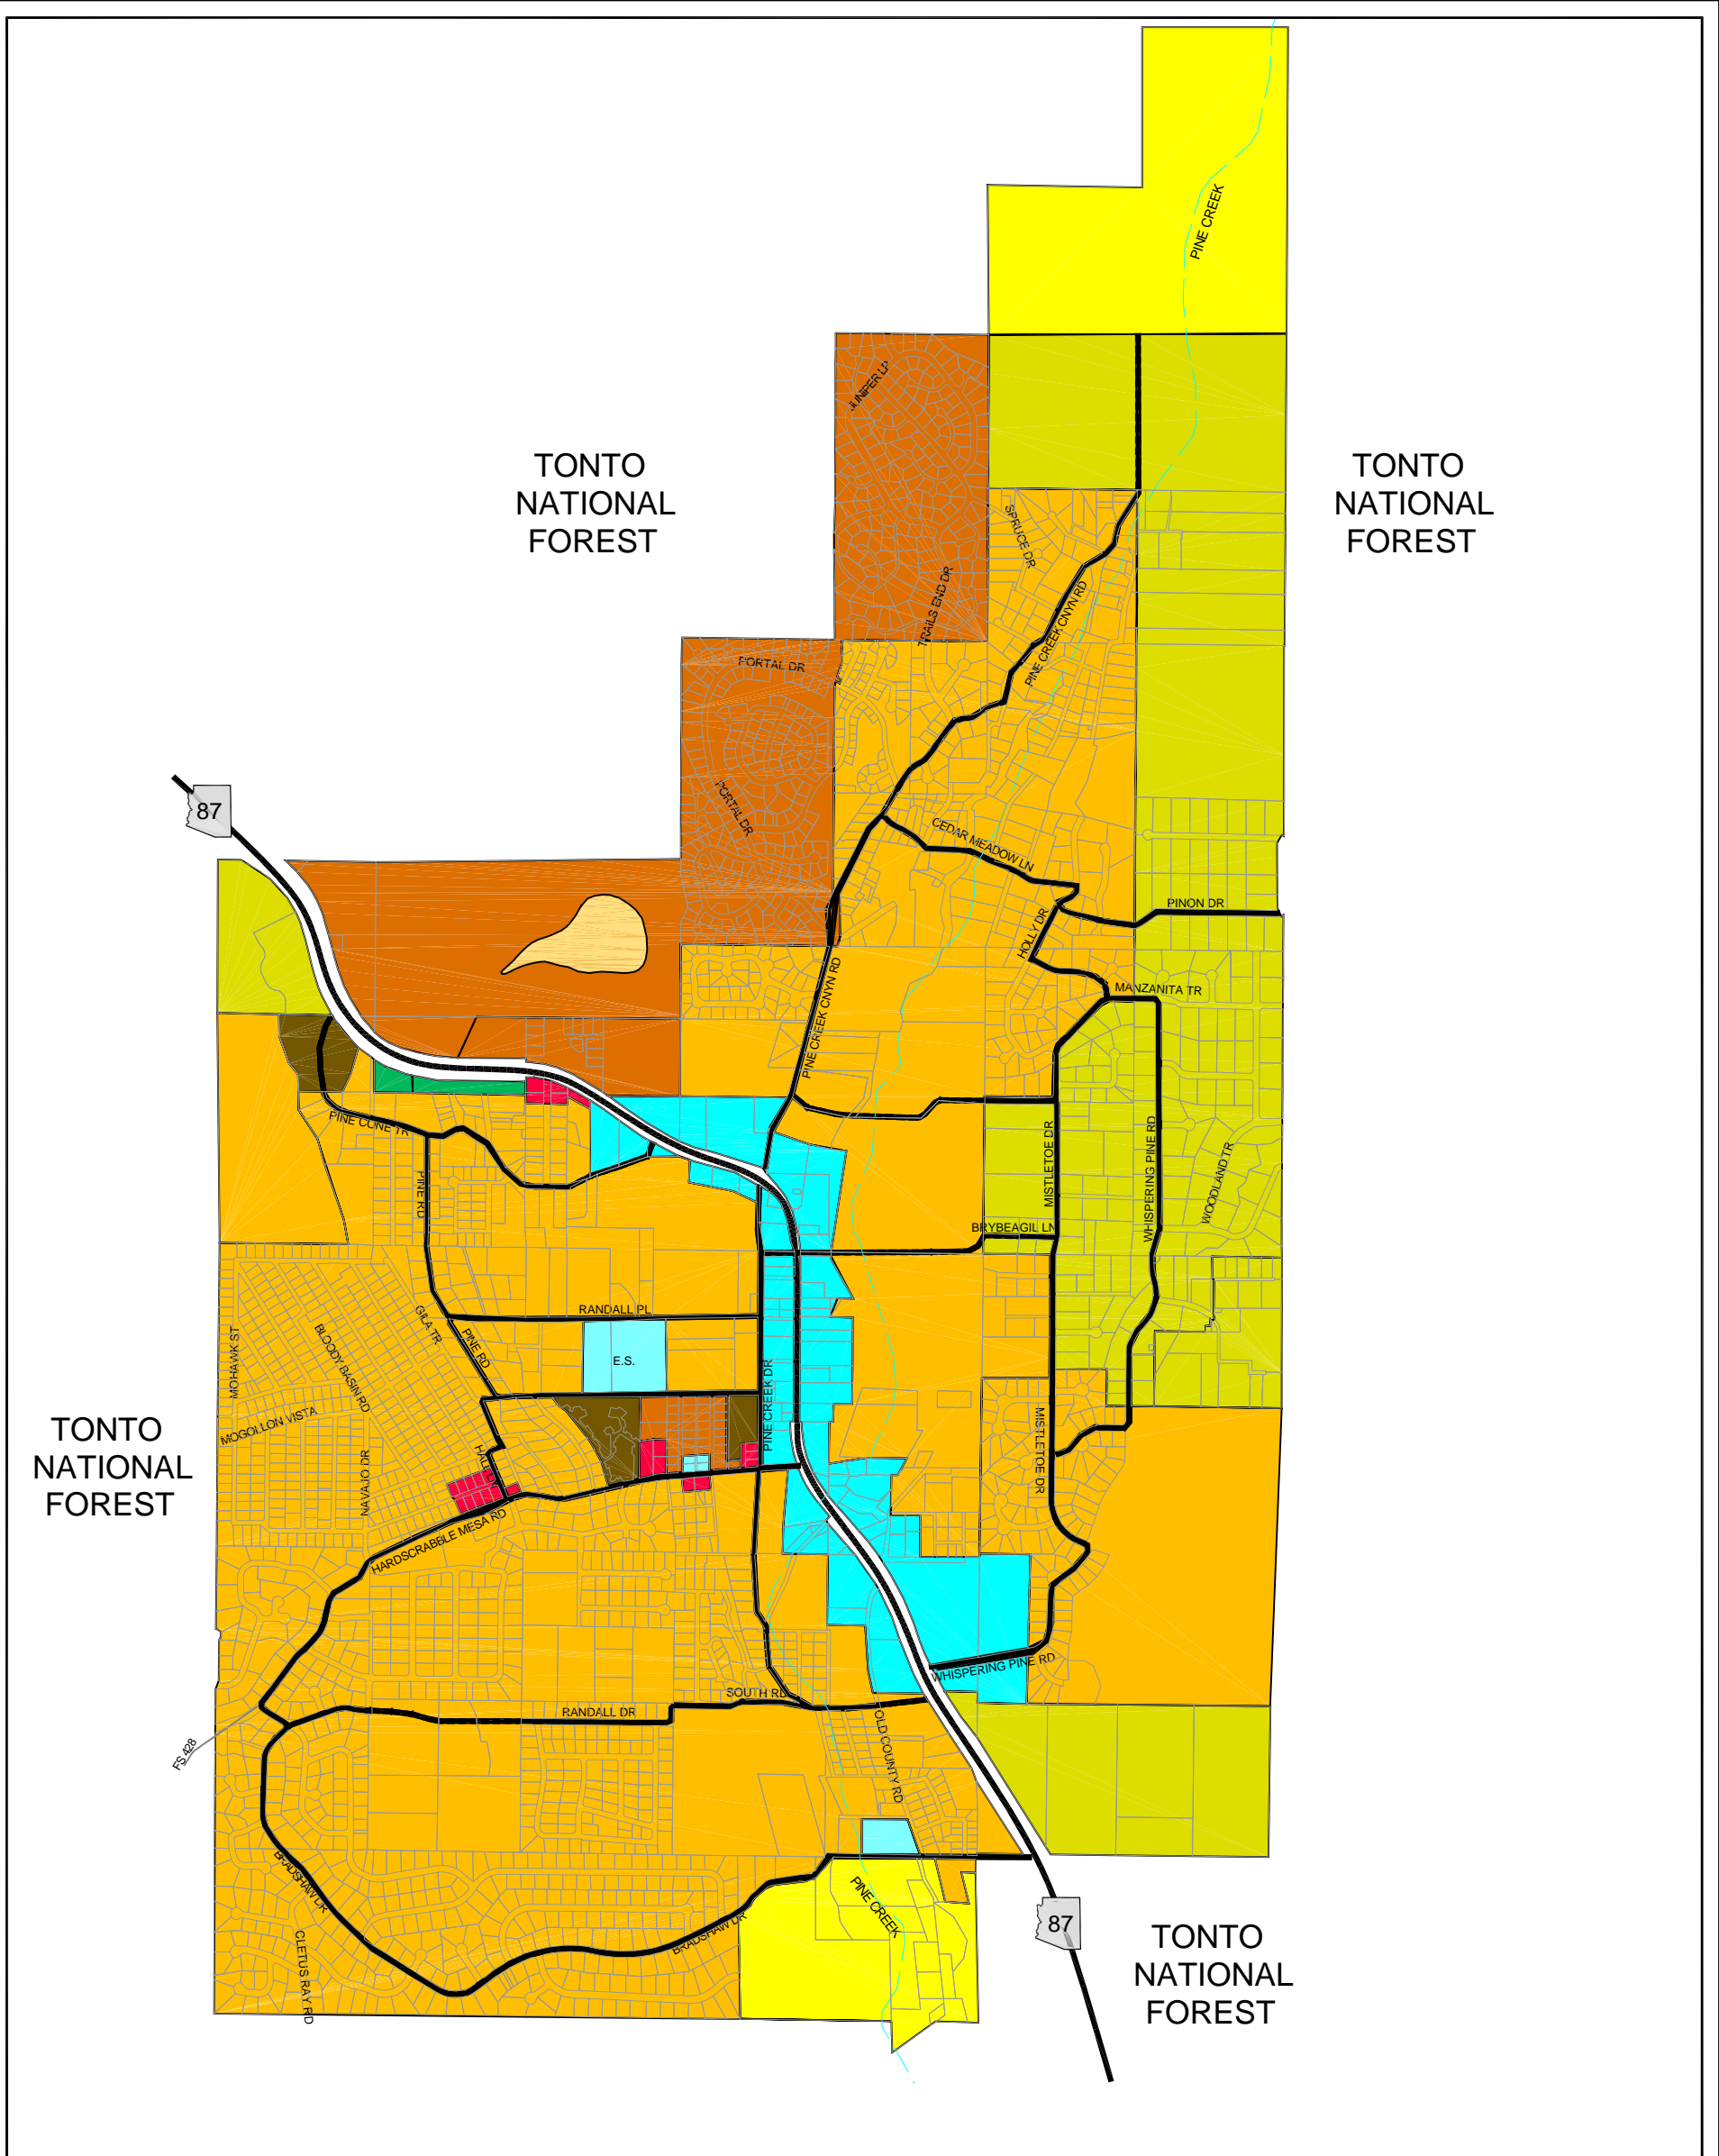 PINE CREEK
JUNIPER LP
TONTO
NATIONAL
FOREST
TONTO
NATIONAL
FOREST
SPRUCE DR
TRAILS END DR
PINE CREEK CNYN RD
PORTAL DR
PORTAL DR
87
CEDAR MEADOW LN
PINON DR
HOLLY DR
MANZANITA TR
PINE CREEK CNYN RD
PINE CONE TR
PINE RD
MISTLETOE DR
WHISPERING PINE RD
WOODLAND TR
BRYBEAGIL LN
RANDALL PL
GILA TR
PINE RD
E.S.
MOHAWK ST
BLOODY BASIN RD
PINE CREEK DR
MOGOLLON VISTA
TONTO
NATIONAL
FOREST
NAVAJO RD
MISTLETOE DR
HARDSCRABBLE MESA RD
WHISPERING PINE RD
SOUTH RD
RANDALL DR
OLD COUNTY RD
FS 428
BRADSHAW DR
PINE CREEK
BRADSHAW DR
CLETUS RAY RD
87
TONTO
NATIONAL
FOREST